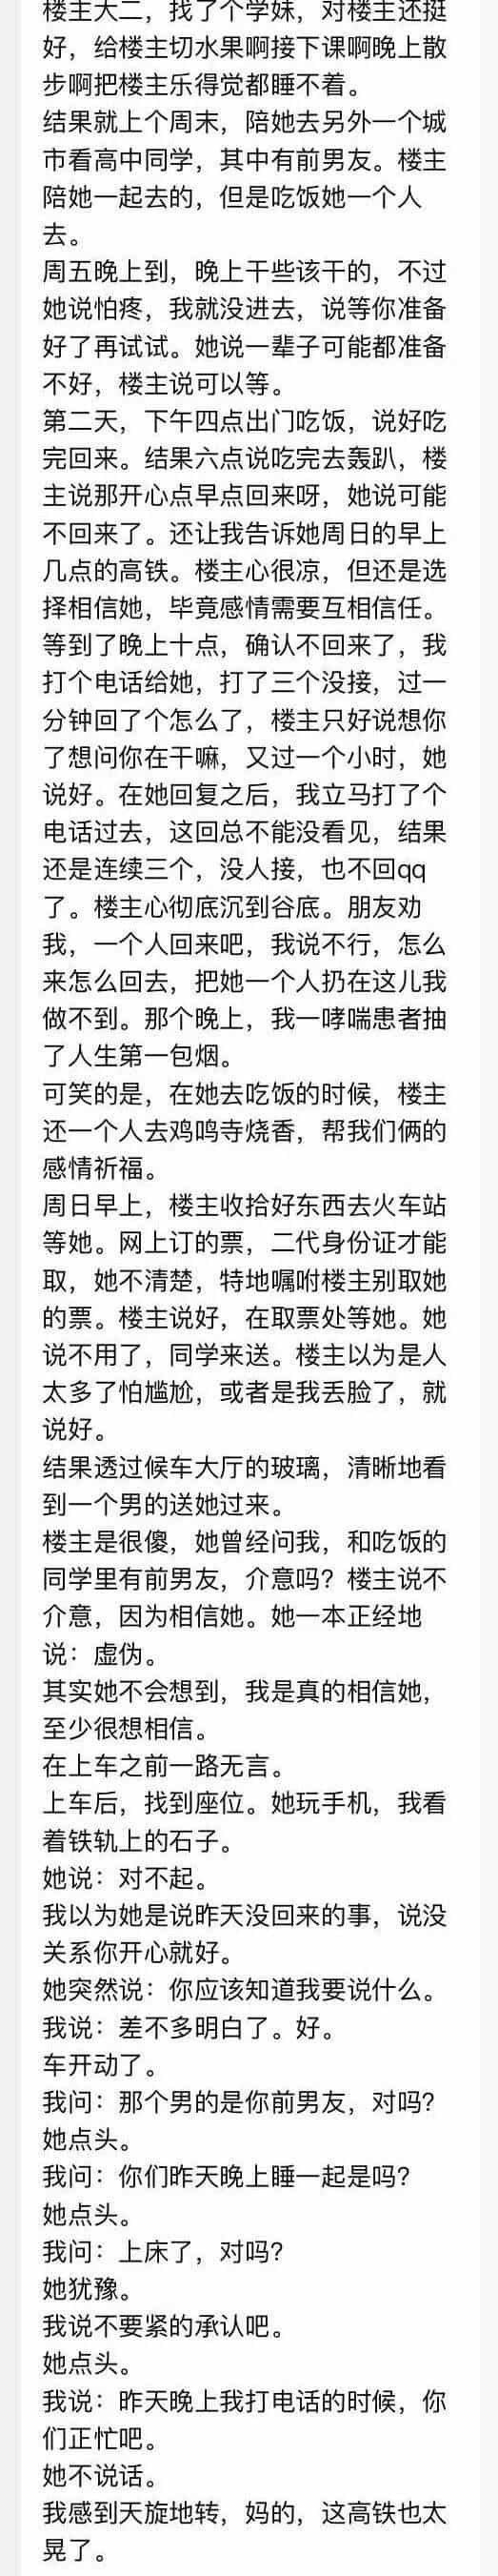 楼主大二，找了个学妹，对楼主还挺
好，给楼主切水果啊接下课啊晚上散
步啊把楼主乐得觉都睡不着。
结果就上个周末，陪她去另外一个城
市看高中同学，其中有前男友。楼主
陪她一起去的，但是吃饭她一个人
去。
周五晚上到，晚上干些该干的，不过
她说怕疼，我就没进去，说等你准备
好了再试试。她说一辈子可能都准备
不好，楼主说可以等。
第二天，下午四点出门吃饭，说好吃
完回来。结果六点说吃完去轰趴，楼
主说那开心点早点回来呀，她说可能
不回来了。还让我告诉她周日的早上
几点的高铁。楼主心很凉，但还是选
择相信她，毕竟感情需要互相信任。
等到了晚上十点，确认不回来了，我
打个电话给她，打了三个没接，过一
分钟回了个怎么了，楼主只好说想你
了想问你在干嘛，又过一个小时，她
说好。在她回复之后，我立马打了个
电话过去，这回总不能没看见，结果
还是连续三个，没人接，也不回qq
了。楼主心彻底沉到谷底。朋友劝
我，一个人回来吧，我说不行，怎么
来怎么回去，把她一个人扔在这儿我
做不到。那个晚上，我一哮喘患者抽
了人生第一包烟。
可笑的是，在她去吃饭的时候，楼主
还一个人去鸡鸣寺烧香，帮我们俩的
感情祈福。
周日早上，楼主收拾好东西去火车站
等她。网上订的票，二代身份证才能
取，她不清楚，特地嘱咐楼主别取她
的票。楼主说好，在取票处等她。她
说不用了，同学来送。楼主以为是人
太多了怕尴尬，或者是我丢脸了，就
说好。
结果透过候车大厅的玻璃，清晰地看
到一个男的送她过来。
楼主是很傻，她曾经问我，和吃饭的
同学里有前男友，介意吗？楼主说不
介意，因为相信她。她一本正经地
说：虚伪。
其实她不会想到，我是真的相信她，
至少很想相信。
在上车之前一路无言。
上车后，找到座位。她玩手机，我看
着铁轨上的石子。
她说：对不起。
我以为她是说昨天没回来的事，说没
关系你开心就好。
她突然说：你应该知道我要说什么。
我说：差不多明白了。好。
车开动了。
我问：那个男的是你前男友，对吗？
她点头。
我问：你们昨天晚上睡一起是吗？
她点头。
我问：上床了，对吗？
她犹豫。
我说不要紧的承认吧。
她点头。
我说：昨天晚上我打电话的时候，你
们正忙吧。
她不说话。
我感到天旋地转，妈的，这高铁也太
晃了。